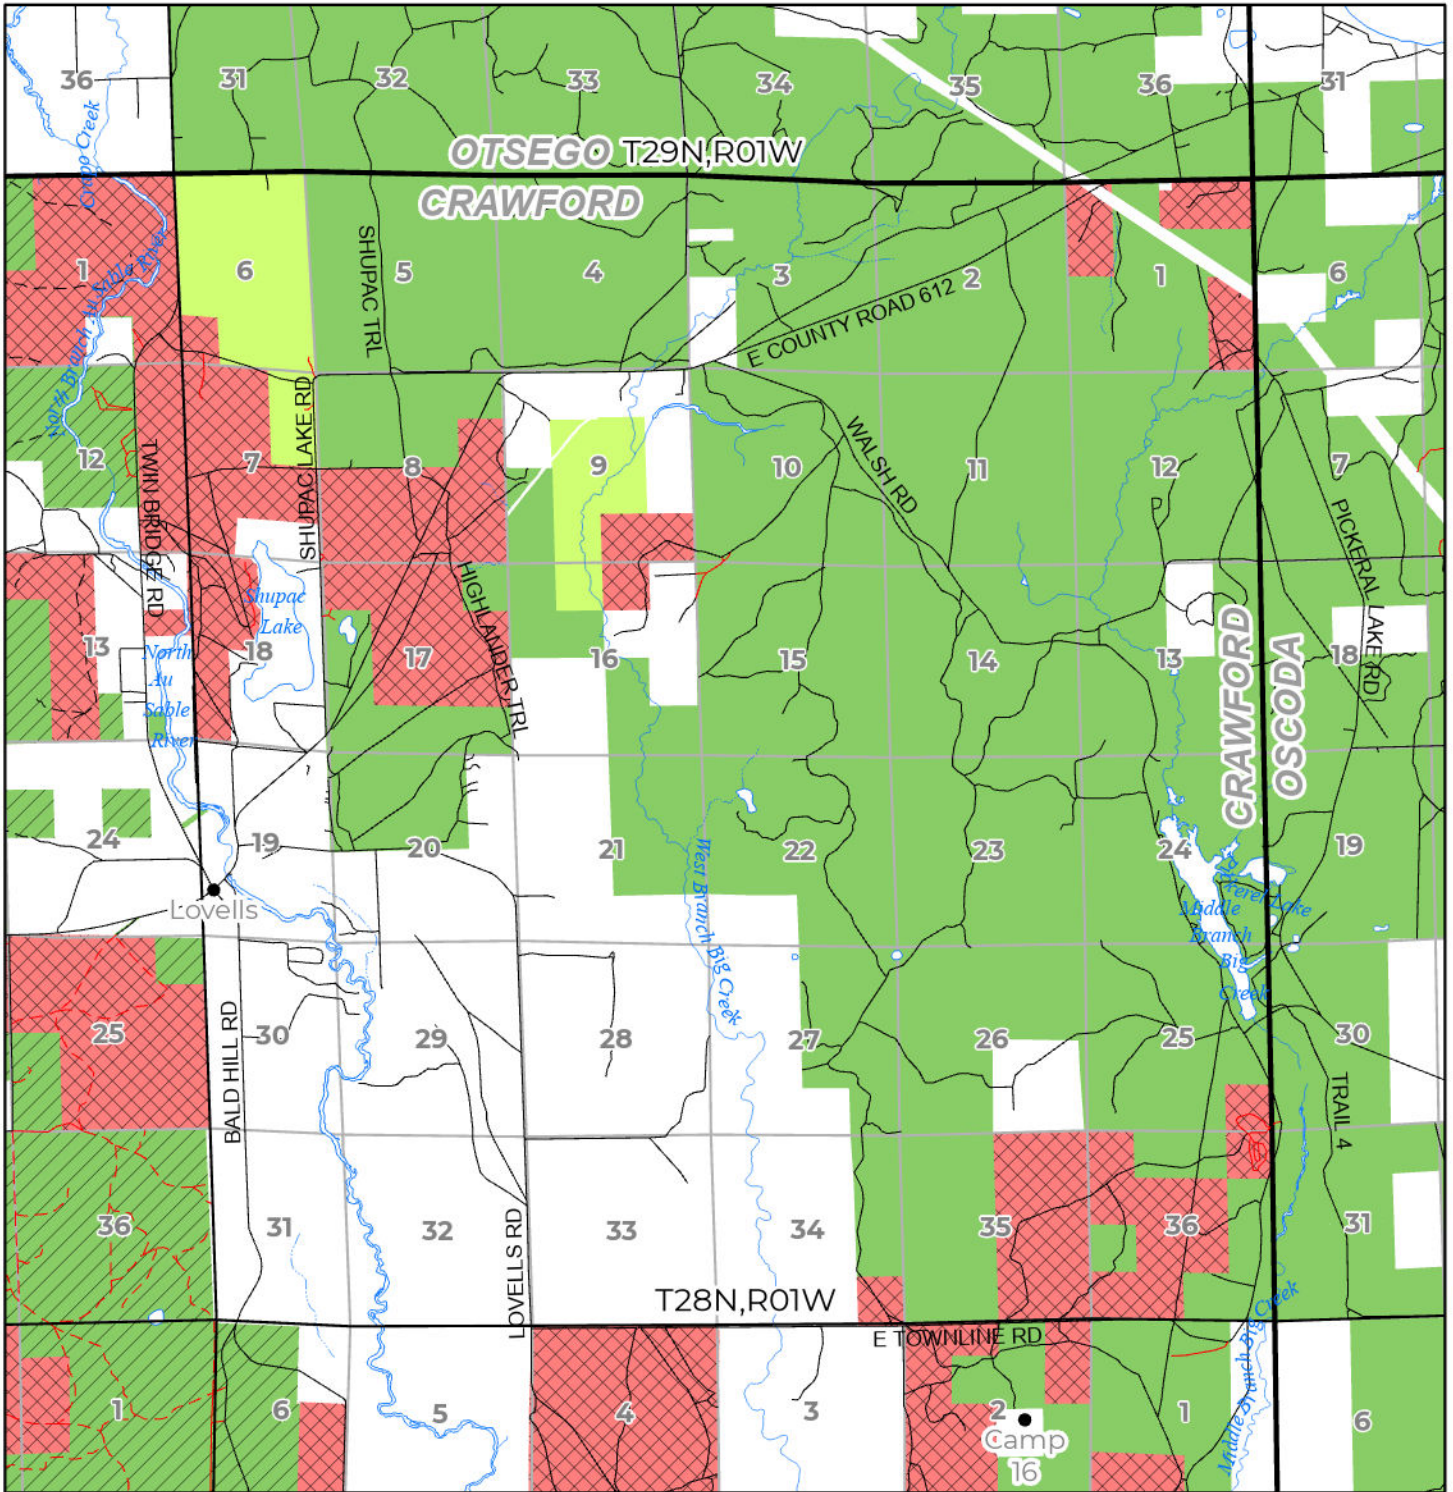 36
31
32
33
34
35
36
31
Crapo Creek
OTSEGO T29N,R01W
CRAWFORD
1
6
5
4
3
2
1
6
North Branch Au Sable River
SHUPAC TRL
E COUNTY ROAD 612
12
7
8
9
10
11
12
7
TWIN BRIDGE RD
SHUPAC LAKE RD
WALSH RD
PICKERAL LAKE RD
HIGHLANDER TRL
Shupac
Lake
13
18
17
16
15
14
13
18
North
Au
Sable
River
CRAWFORD
OSCODA
24
19
20
21
22
23
24
19
Lovells
West Branch Big Creek
Lake
Middle
Branch
Big
Creek
25
30
29
28
27
26
25
30
BALD HILL RD
TRAIL 4
36
31
32
33
34
35
36
31
LOVELLS RD
T28N,R01W
E TOWNLINE RD
Middle Branch Big Creek
1
6
5
4
3
2
1
6
Camp
16